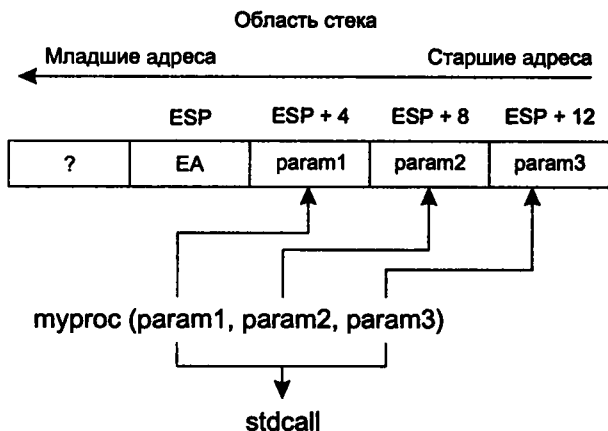 Область стека
Младшие адреса Старшие адреса
ESP ESP + 4 ESP + 8 ESP + 12
? EA param1 param2 param3
myproc (param1, param2, param3)
stdcall